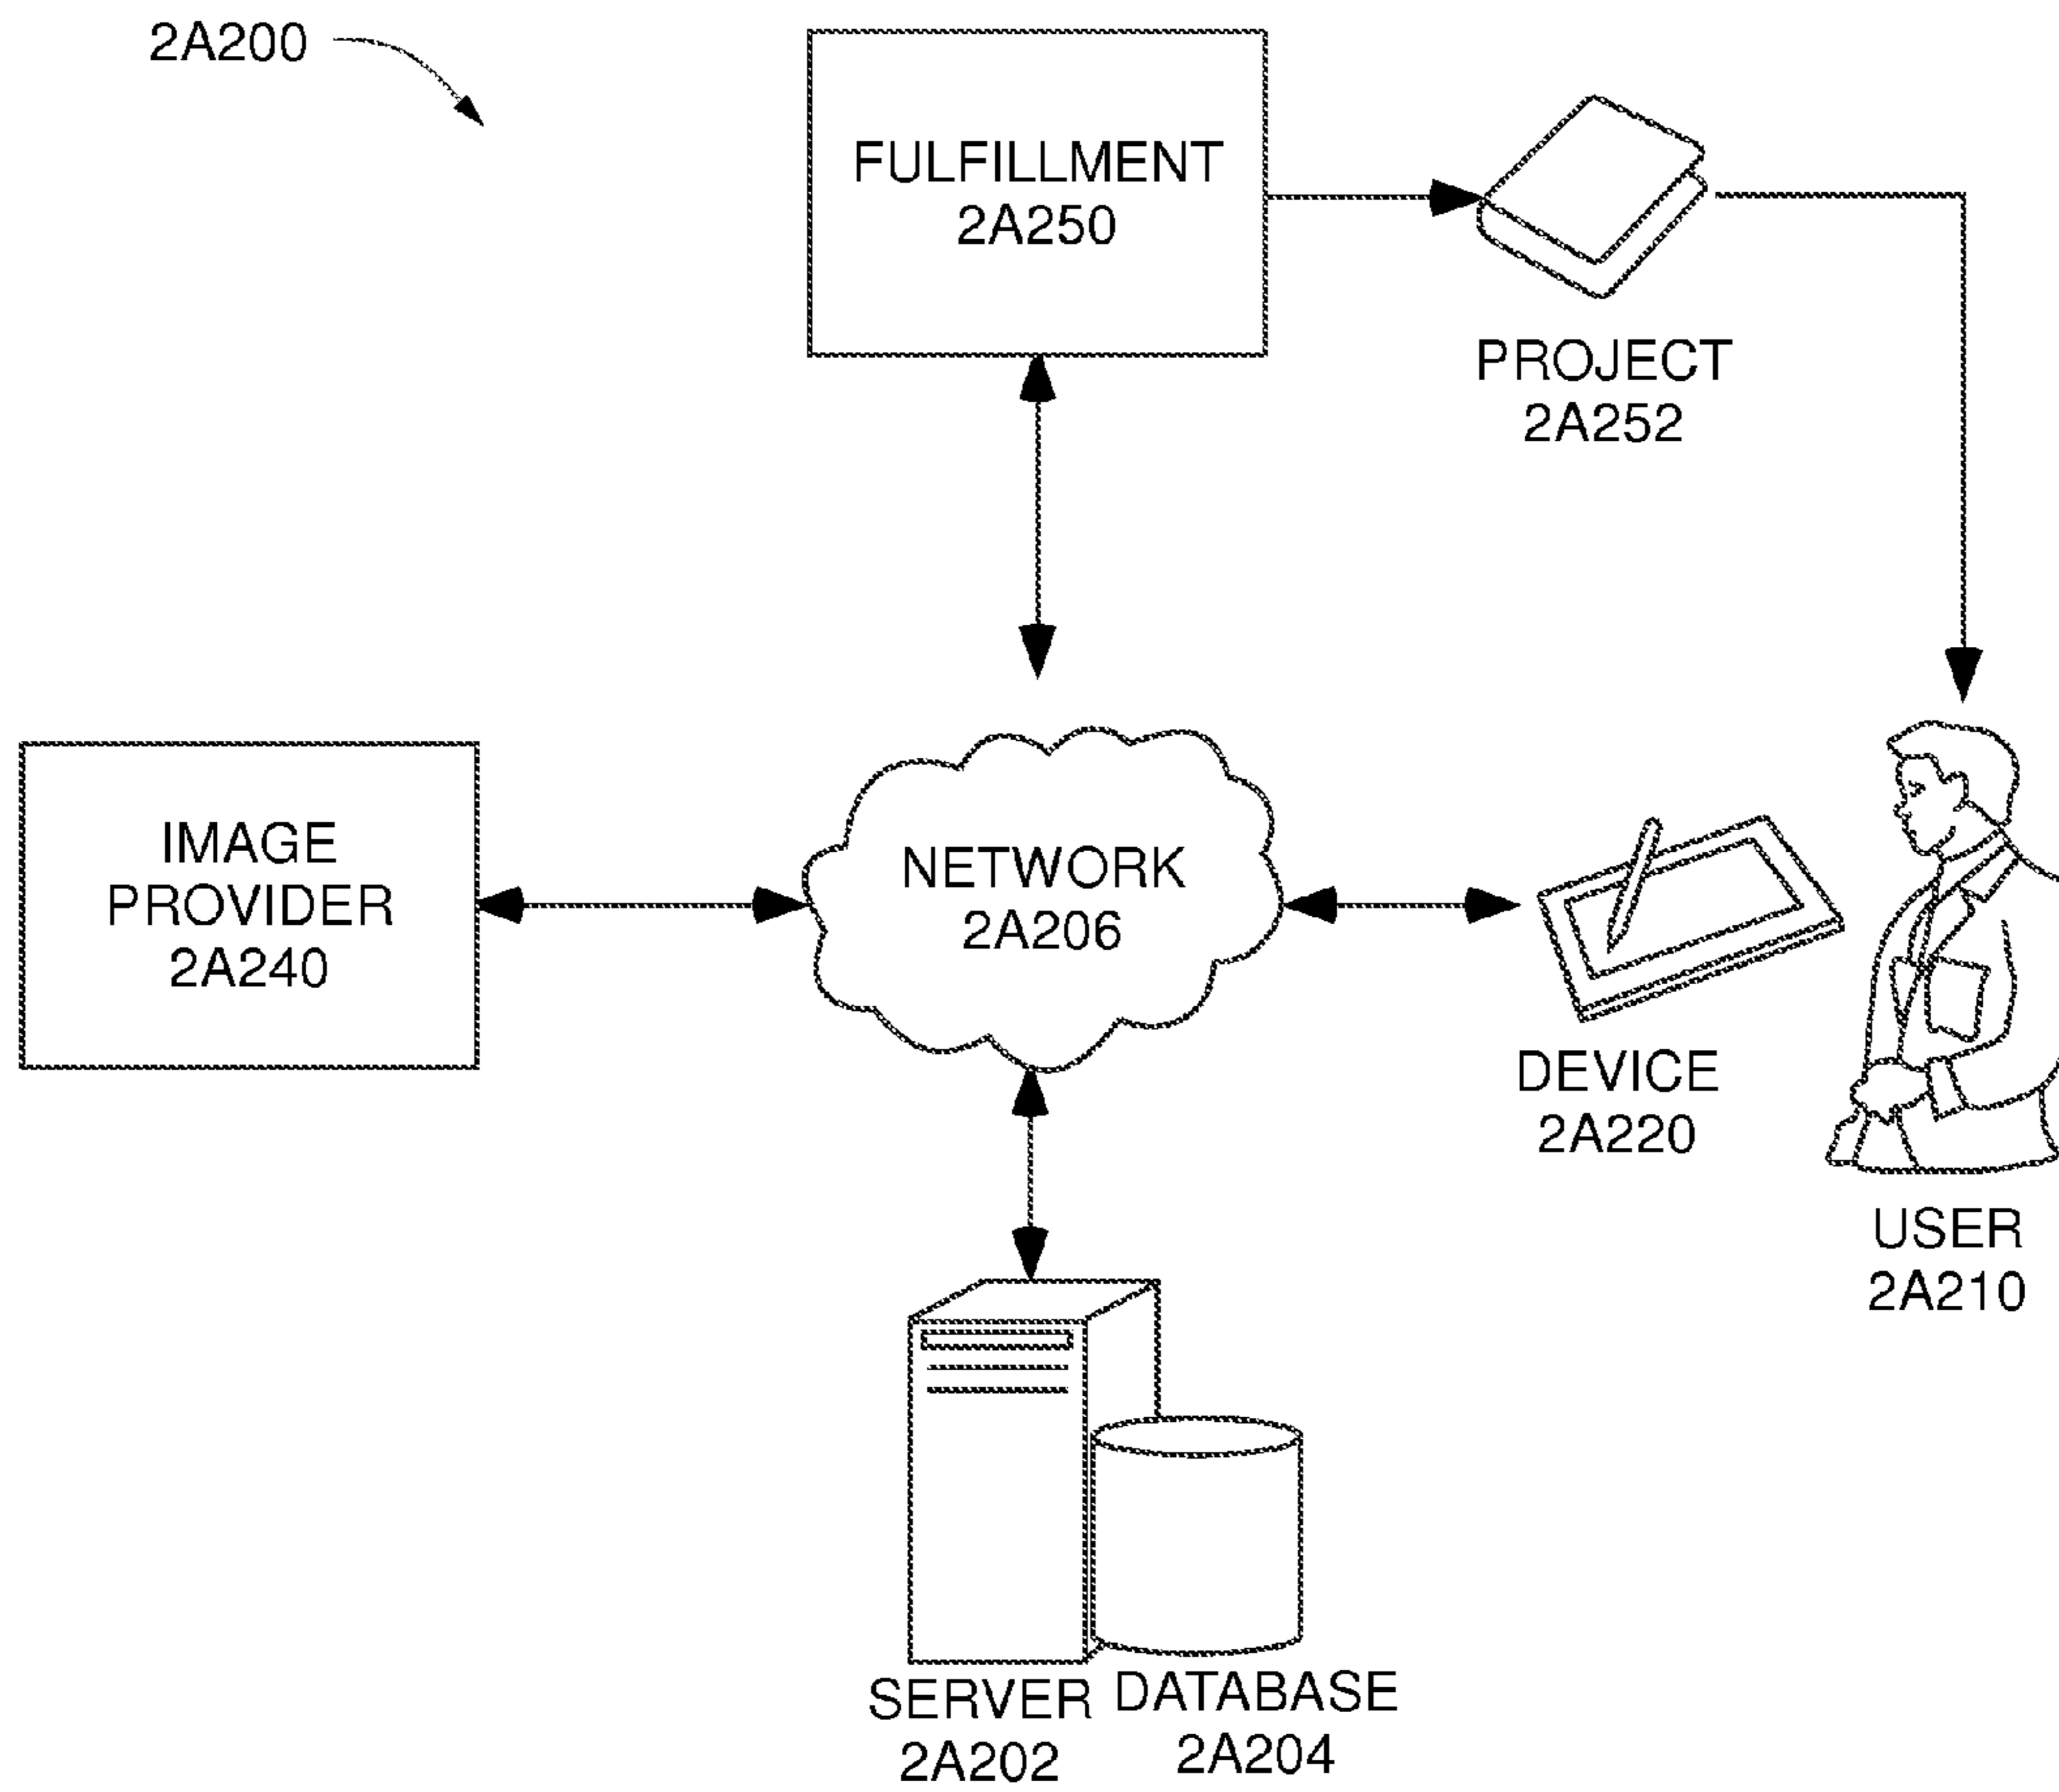 2A200
FULFILLMENT
2A250
PROJECT
2A252
IMAGE
PROVIDER
2A240
NETWORK
2A206
DEVICE
2A220
USER
2A210
SERVER
2A202
DATABASE
2A204